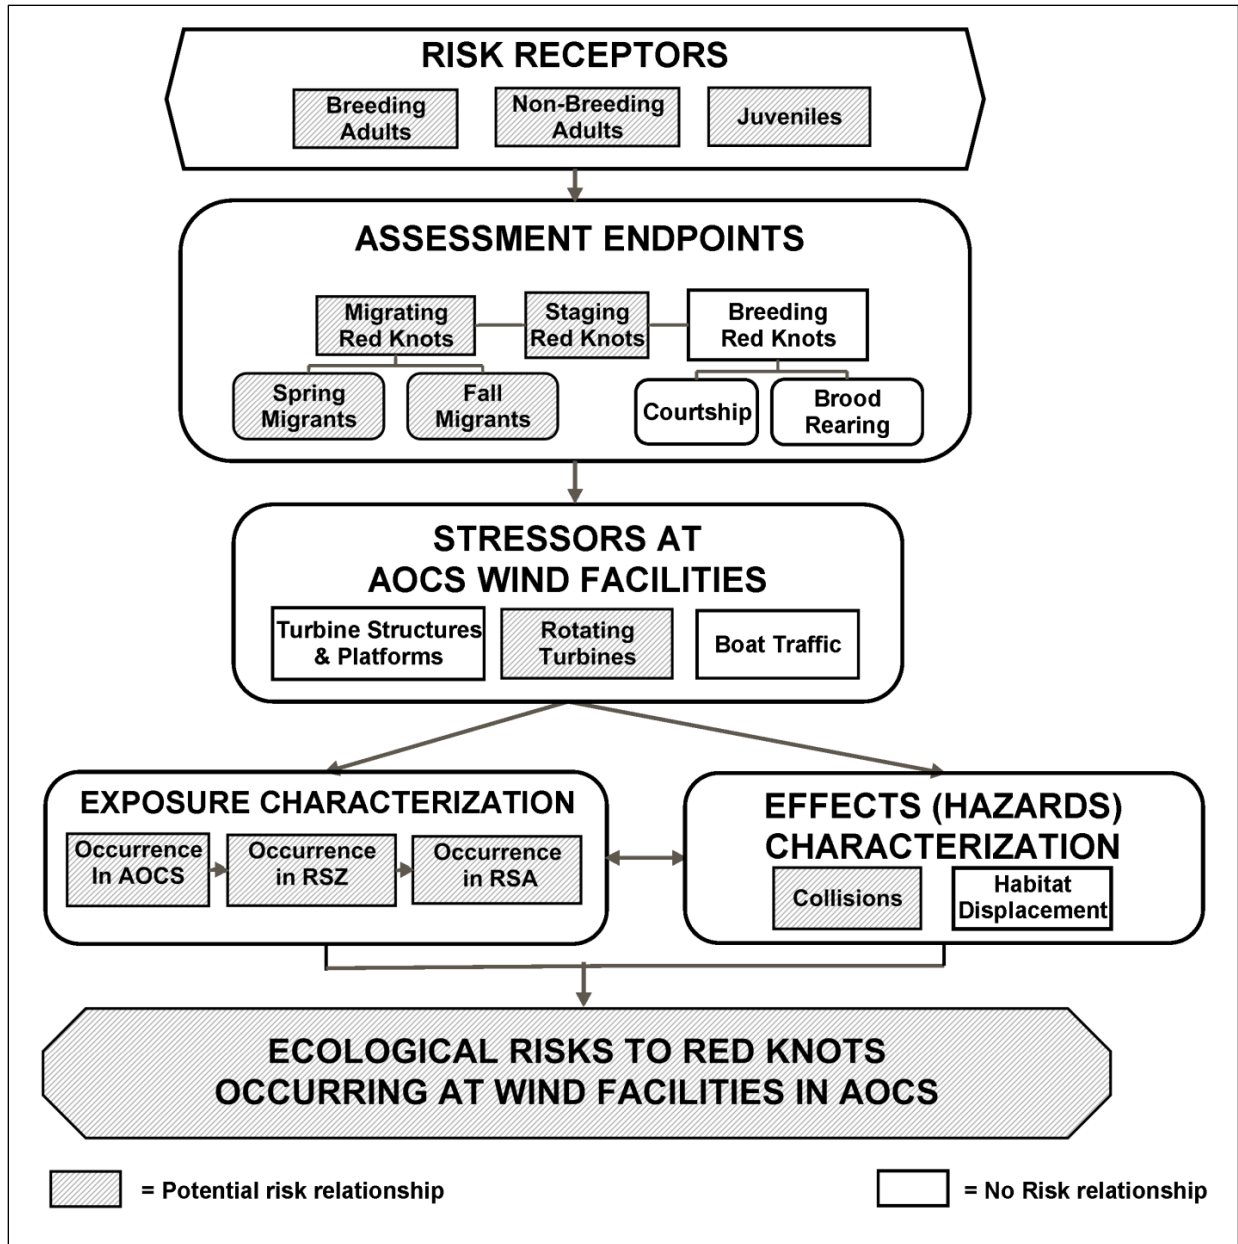 RISK RECEPTORS
Breeding
Adults
Non-Breeding
Adults
Juveniles
ASSESSMENT ENDPOINTS
Migrating
Red Knots
Staging
Red Knots
Breeding
Red Knots
Spring
Migrants
Fall
Migrants
Courtship
Brood
Rearing
STRESSORS AT
AOCS WIND FACILITIES
Turbine Structures
& Platforms
Rotating
Turbines
Boat Traffic
EXPOSURE CHARACTERIZATION
Occurrence
In AOCS
Occurrence
in RSZ
Occurrence
in RSA
EFFECTS (HAZARDS)
CHARACTERIZATION
Collisions
Habitat
Displacement
ECOLOGICAL RISKS TO RED KNOTS
OCCURRING AT WIND FACILITIES IN AOCS
= Potential risk relationship
= No Risk relationship